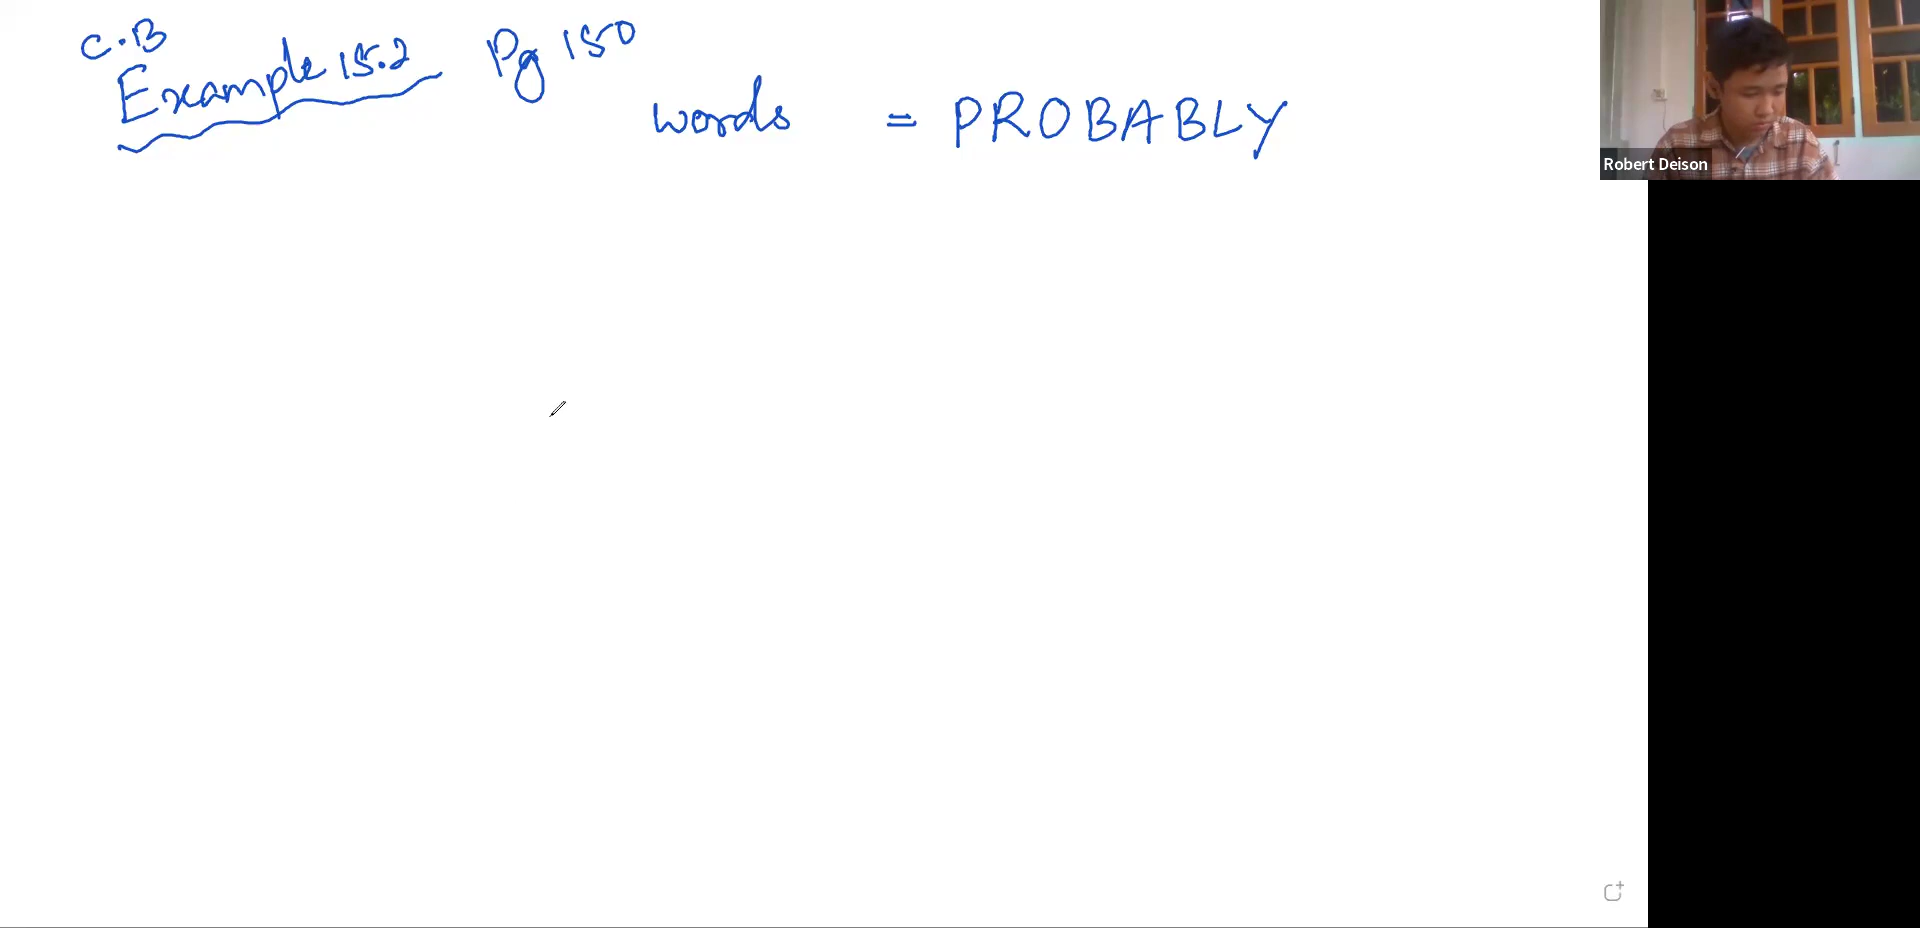 C.B
Example 15.2 Pg 150
words = PROBABLY
Robert Deison